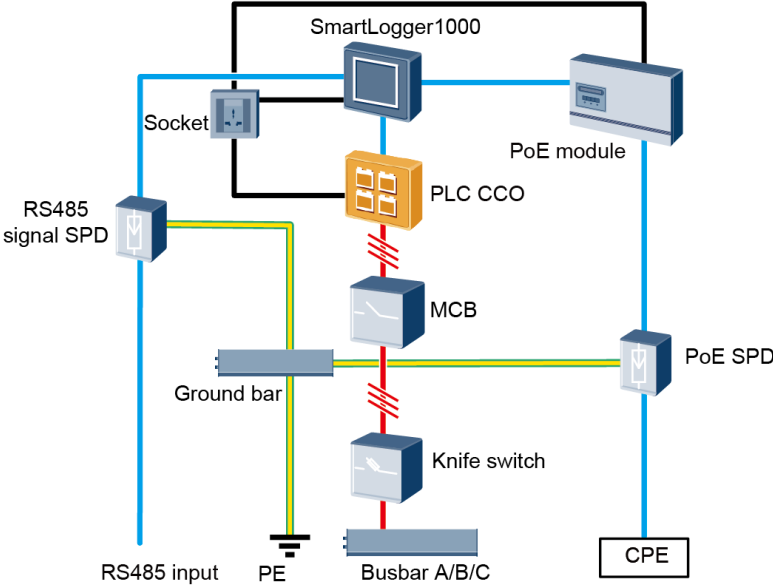 SmartLogger1000
Socket
PoE module
PLC CCO
RS485
signal SPD
MCB
PoE SPD
Ground bar
Knife switch
CPE
RS485 input
PE
Busbar A/B/C